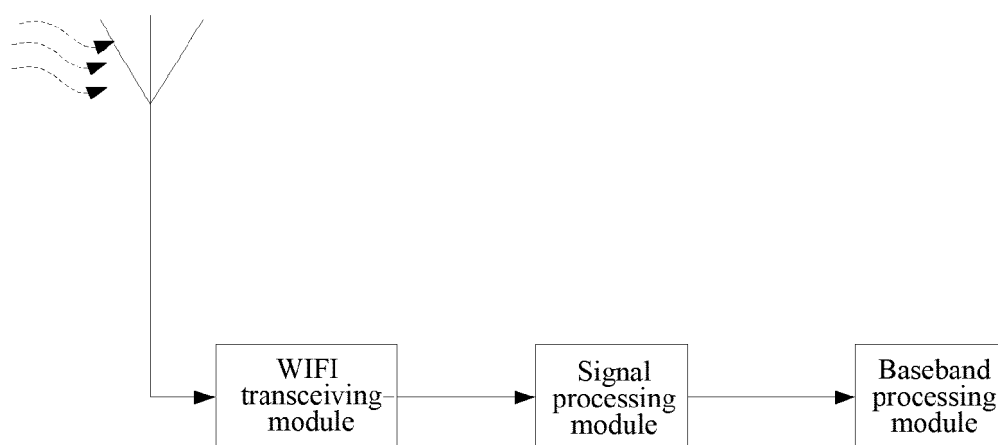 WIFI
transceiving
module
Signal
processing
module
Baseband
processing
module